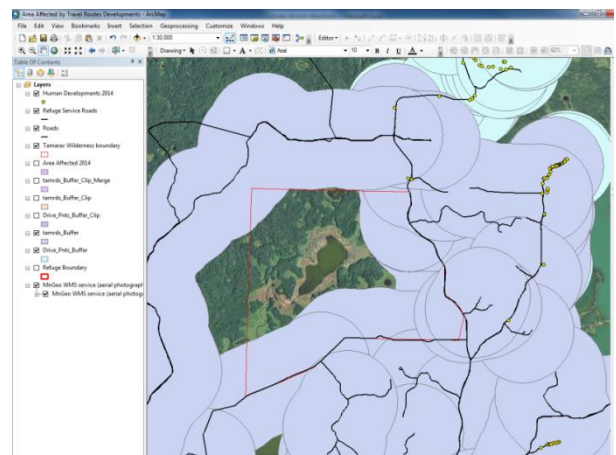 Area Affected by Travel Routes Developments - ArcMap
File Edit View Bookmarks Insert Selection Geoprocessing Customize Windows Help
1:30,000
Editor
Drawing
Arial
10
B I U A
Table Of Contents
Layers
Human Developments 2014
Refuge Service Roads
Roads
Tamarac Wilderness boundary
Area Affected 2014
tamrds_Buffer_Clip_Merge
tamrds_Buffer_Clip
Drive_Pnts_Buffer_Clip
tamrds_Buffer
Drive_Pnts_Buffer
Refuge Boundary
MnGeo WMS service (aerial photograph
MnGeo WMS service (aerial photog